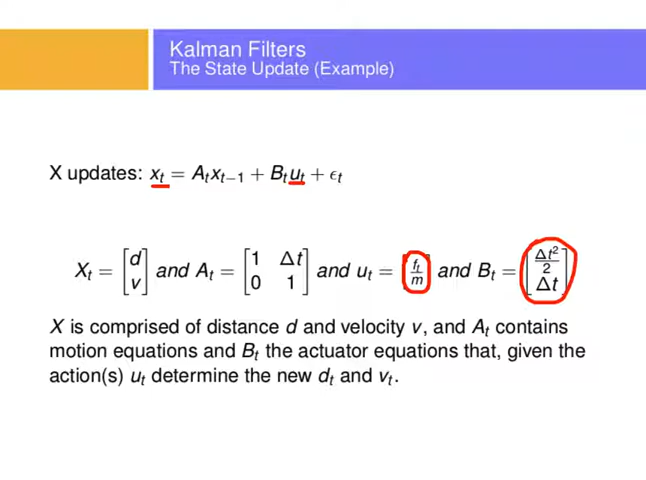 Kalman Filters
The State Update (Example)
X updates: xₜ = Aₜxₜ₋₁ + Bₜuₜ + ϵₜ
Xₜ = [d; v] and Aₜ = [1 Δt; 0 1] and uₜ = [fₜ/m] and Bₜ = [Δt²/2; Δt]
X is comprised of distance d and velocity v, and Aₜ contains
motion equations and Bₜ the actuator equations that, given the
action(s) uₜ determine the new dₜ and vₜ.